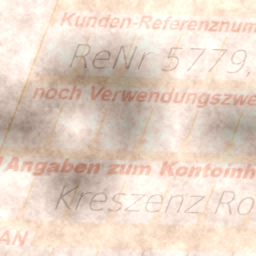 Kunden-Referenznum
ReNr 5779,
noch Verwendungszwe
Angaben zum Kontoinh
Kreszenz Ro
AN